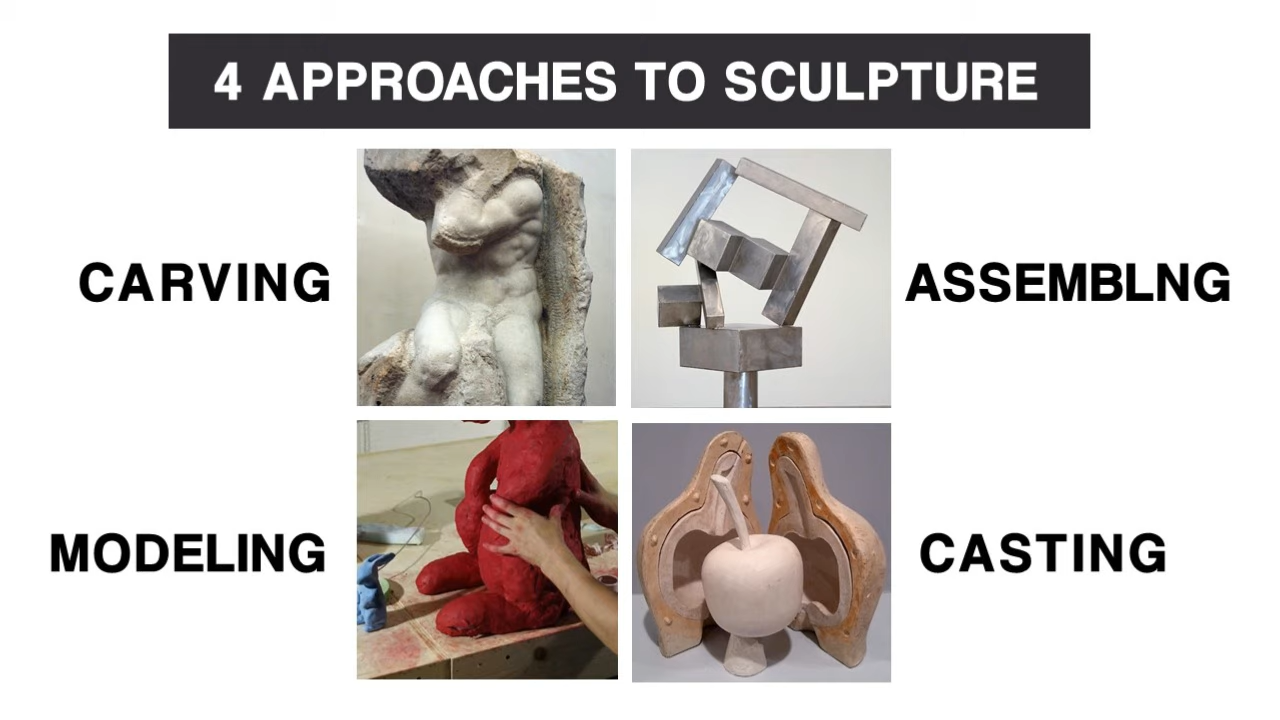 4 APPROACHES TO SCULPTURE
CARVING
ASSEMBLNG
MODELING
CASTING